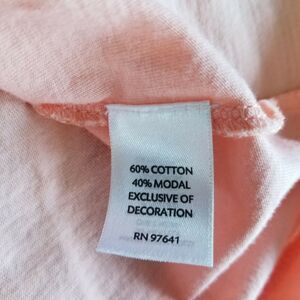 60% COTTON
40% MODAL
EXCLUSIVE OF
DECORATION
RN 97641